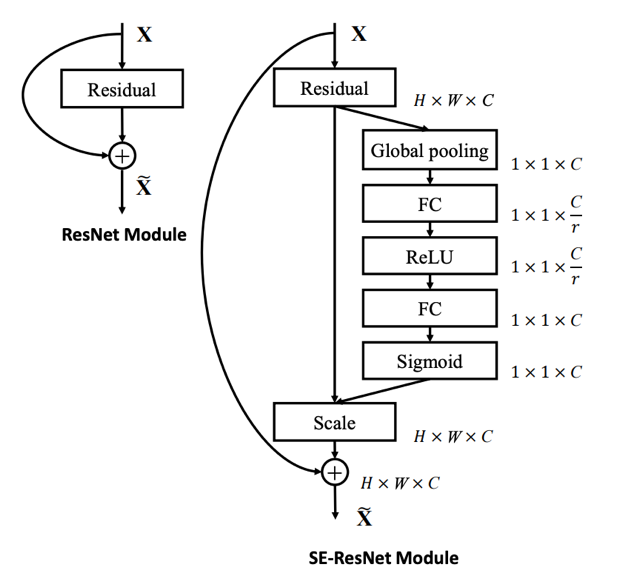 X
Residual
+
X̃
ResNet Module
X
Residual
H × W × C
Global pooling
1 × 1 × C
FC
1 × 1 × C/r
ReLU
1 × 1 × C/r
FC
1 × 1 × C
Sigmoid
1 × 1 × C
Scale
H × W × C
+
H × W × C
X̃
SE-ResNet Module